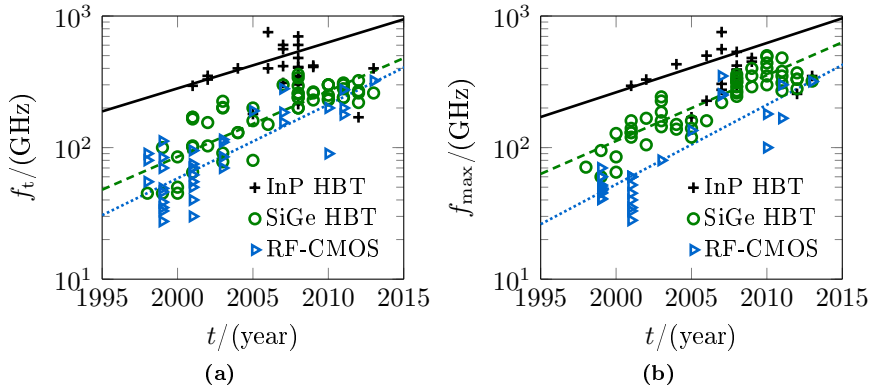 10³
10²
10¹
f_t/(GHz)
InP HBT
SiGe HBT
RF-CMOS
1995 2000 2005 2010 2015
t/(year)
(a)
10³
10²
10¹
f_max/(GHz)
InP HBT
SiGe HBT
RF-CMOS
1995 2000 2005 2010 2015
t/(year)
(b)